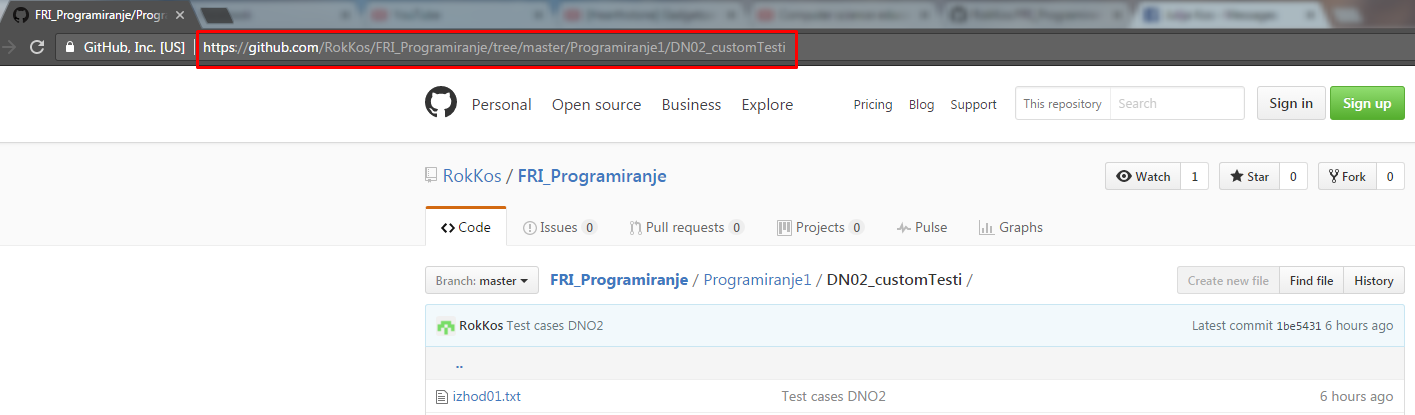 FRI_Programiranje/Progra
YouTube
GitHub, Inc. [US] https://github.com/RokKos/FRI_Programiranje/tree/master/Programiranje1/DN02_customTesti
Personal Open source Business Explore Pricing Blog Support This repository Search Sign in Sign up
RokKos / FRI_Programiranje Watch 1 Star 0 Fork 0
Code Issues 0 Pull requests 0 Projects 0 Pulse Graphs
Branch: master FRI_Programiranje / Programiranje1 / DN02_customTesti / Create new file Find file History
RokKos Test cases DNO2 Latest commit 1be5431 6 hours ago
..
izhod01.txt Test cases DNO2 6 hours ago